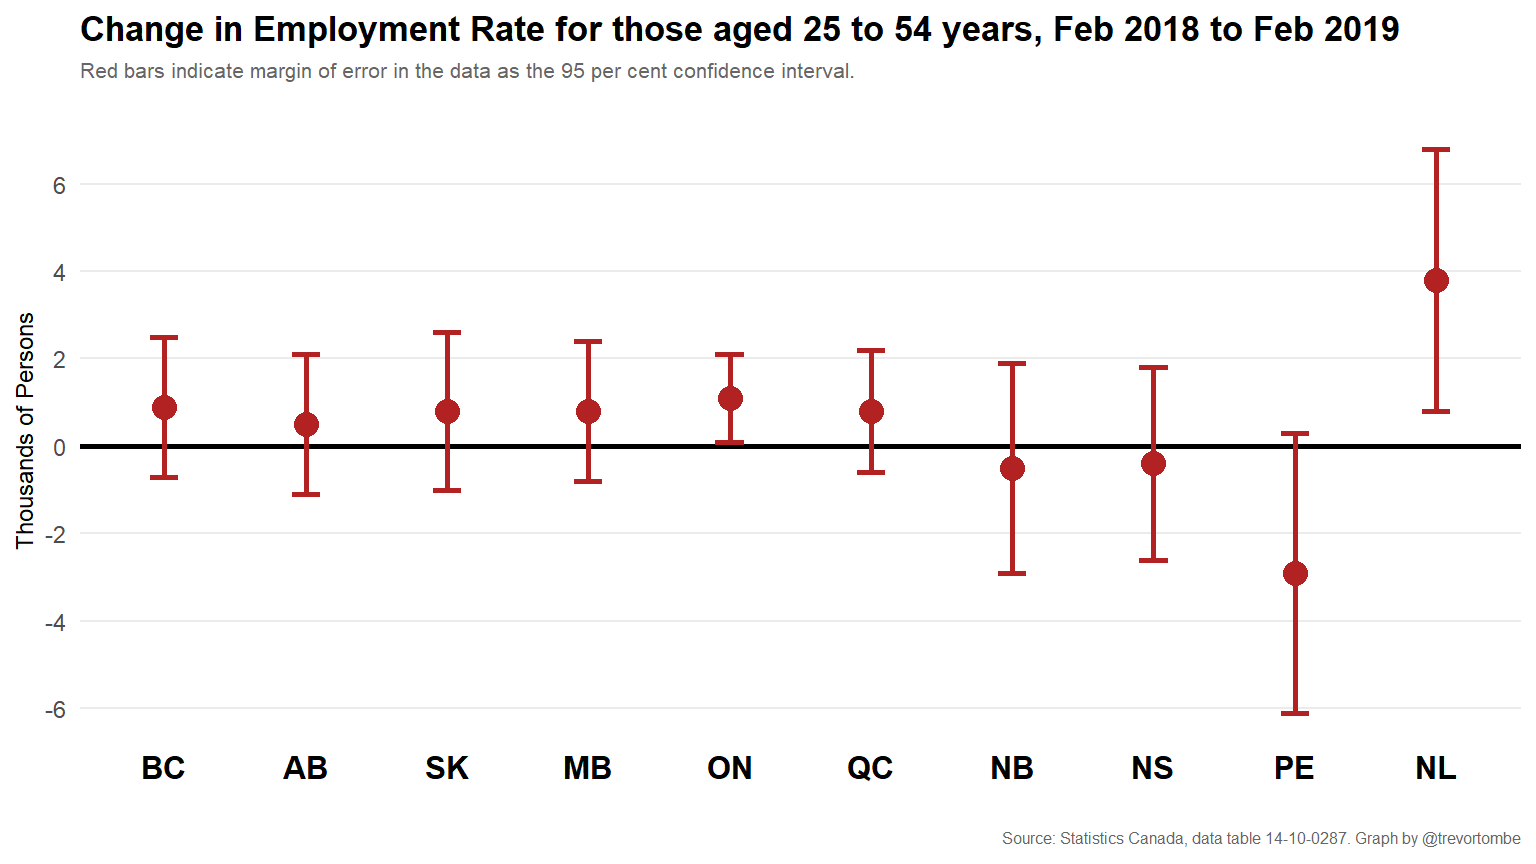 Change in Employment Rate for those aged 25 to 54 years, Feb 2018 to Feb 2019
Red bars indicate margin of error in the data as the 95 per cent confidence interval.
Thousands of Persons
6
4
2
0
-2
-4
-6
BC AB SK MB ON QC NB NS PE NL
Source: Statistics Canada, data table 14-10-0287. Graph by @trevortombe